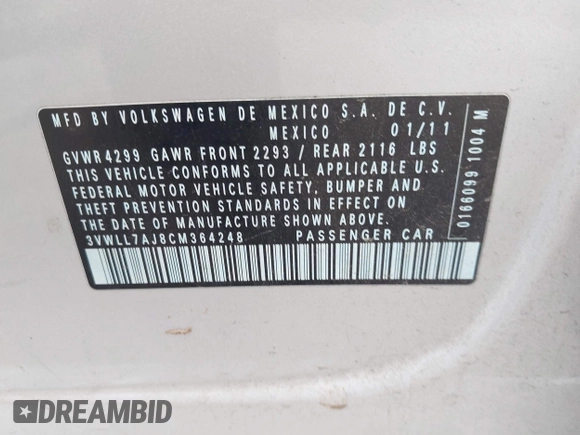 MFD BY VOLKSWAGEN DE MEXICO S.A. DE C.V.
MEXICO 01/11
GVWR 4299 GAWR FRONT 2293 / REAR 2116 LBS
THIS VEHICLE CONFORMS TO ALL APPLICABLE U.S.
FEDERAL MOTOR VEHICLE SAFETY, BUMPER AND
THEFT PREVENTION STANDARDS IN EFFECT ON
THE DATE OF MANUFACTURE SHOWN ABOVE.
3VWLL7AJ8CM364248 PASSENGER CAR
0166099 1004 M
DREAMBID